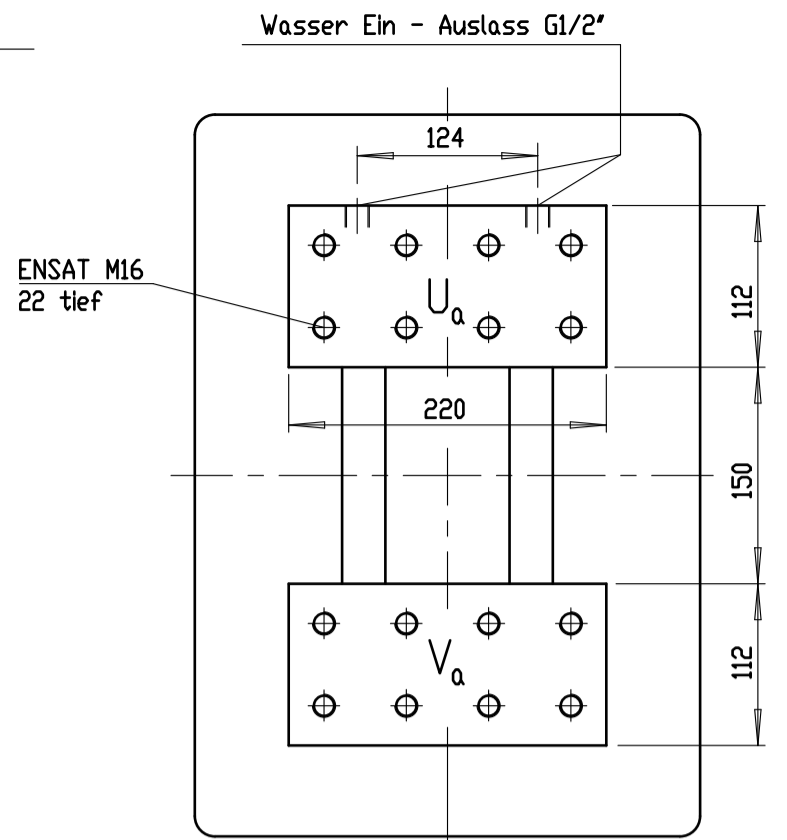 Wasser Ein - Auslass G1/2"
124
ENSAT M16
22 tief
Ua
112
220
150
Va
112